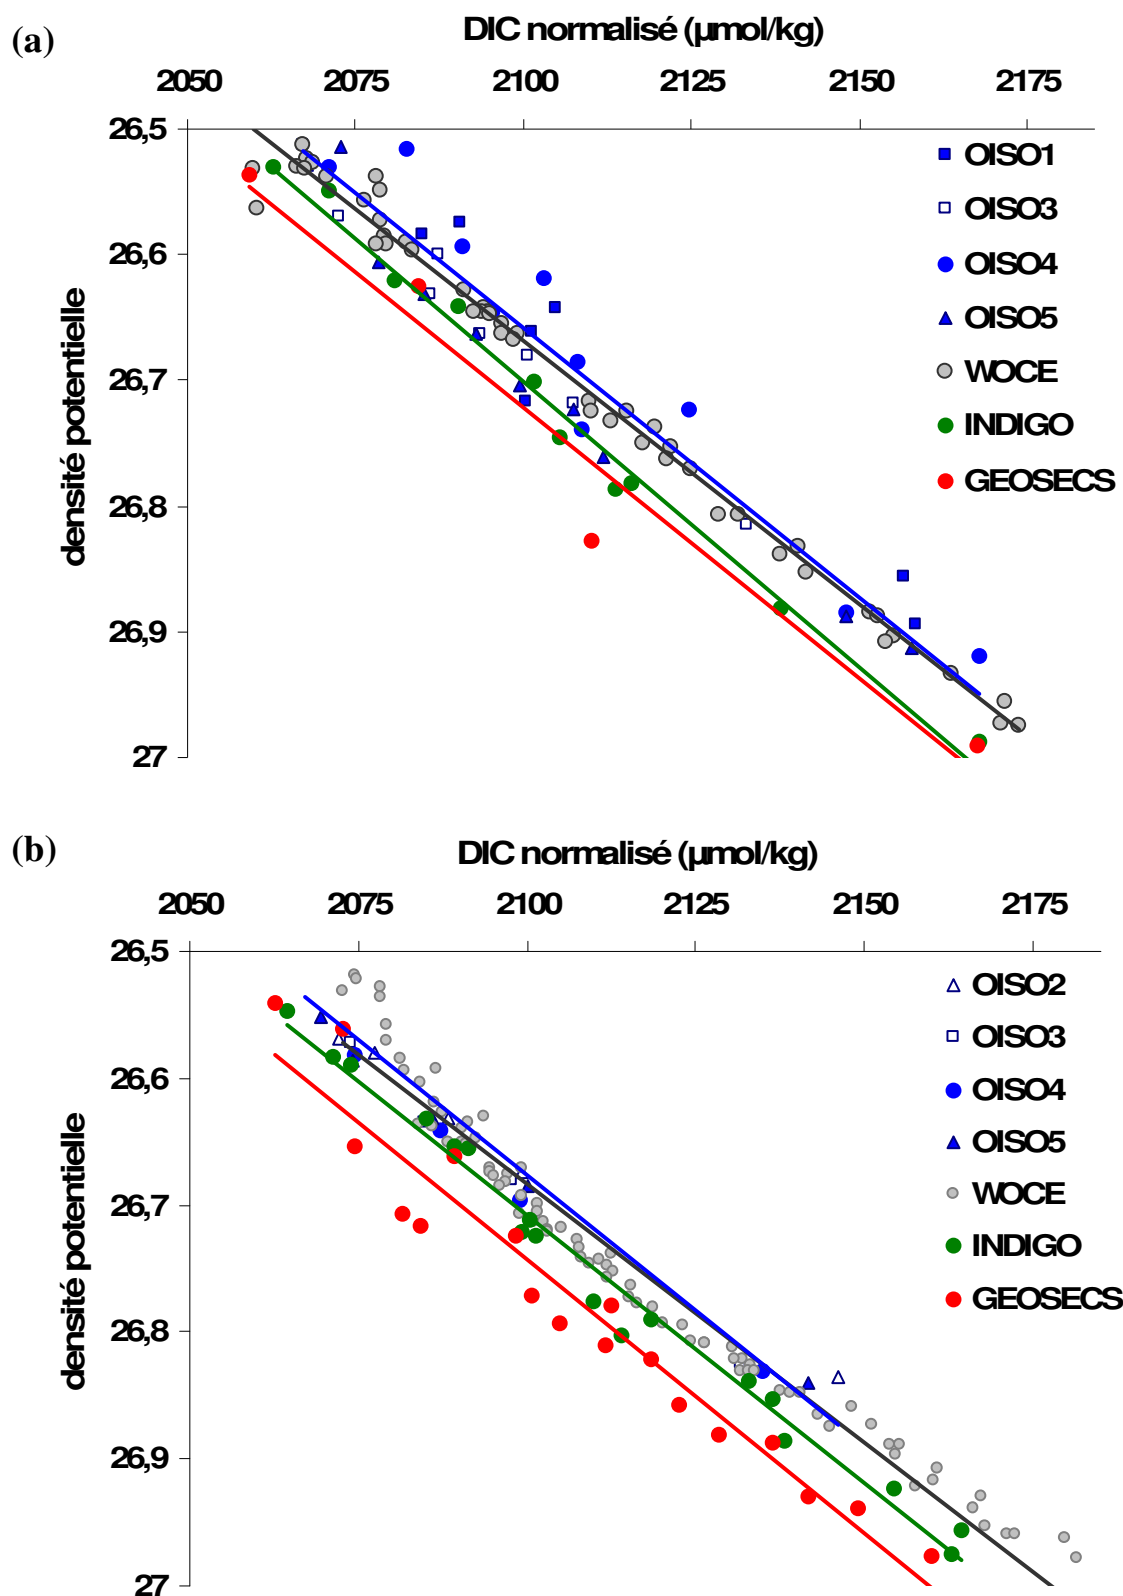 (a)
DIC normalisé (µmol/kg)
2050 2075 2100 2125 2150 2175
26,5
26,6
26,7
26,8
26,9
27
densité potentielle
OISO1
OISO3
OISO4
OISO5
WOCE
INDIGO
GEOSECS
(b)
DIC normalisé (µmol/kg)
2050 2075 2100 2125 2150 2175
26,5
26,6
26,7
26,8
26,9
27
densité potentielle
OISO2
OISO3
OISO4
OISO5
WOCE
INDIGO
GEOSECS